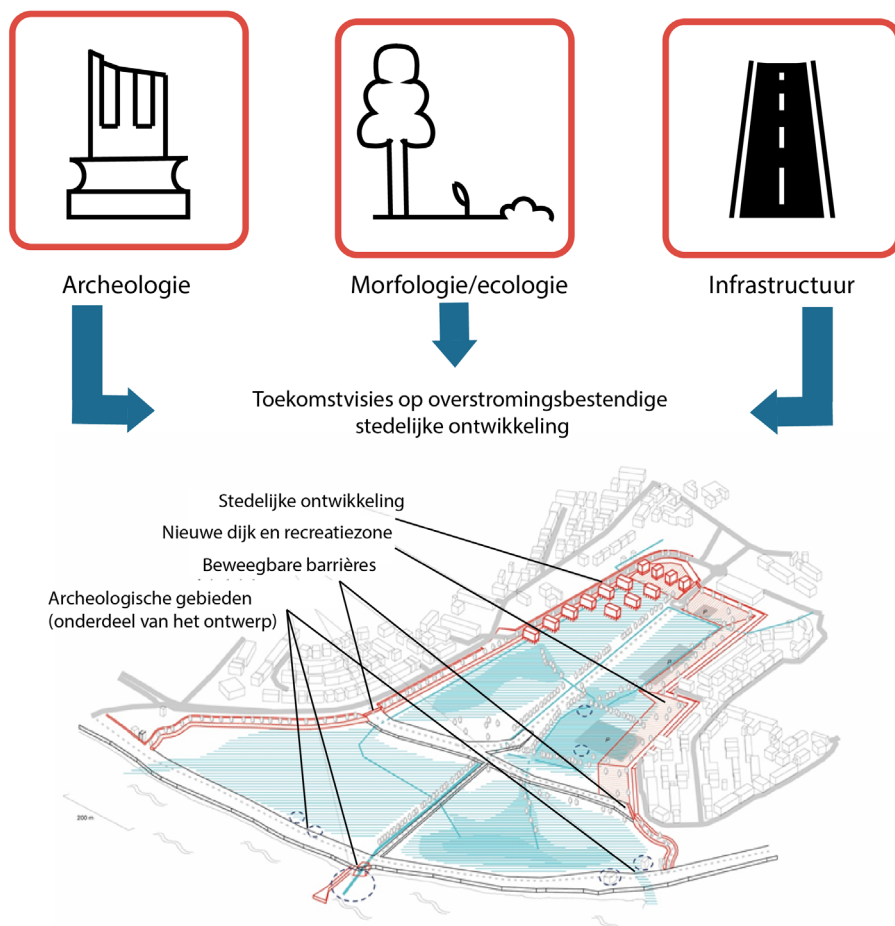 Archeologie
Morfologie/ecologie
Infrastructuur
Toekomstvisies op overstromingsbestendige
stedelijke ontwikkeling
Stedelijke ontwikkeling
Nieuwe dijk en recreatiezone
Beweegbare barrières
Archeologische gebieden
(onderdeel van het ontwerp)
200 m